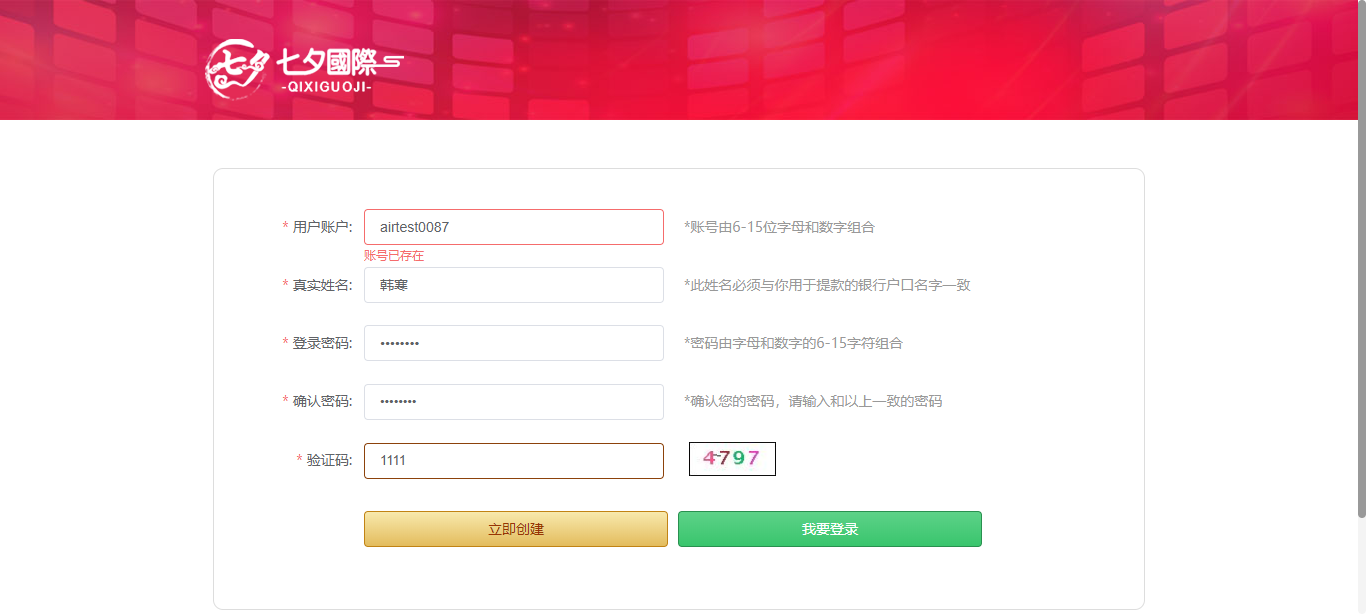 七夕
七夕國際
-QIXIGUOJI-
* 用户账户: airtest0087 *账号由6-15位字母和数字组合
账号已存在
* 真实姓名: 韩寒 *此姓名必须与你用于提款的银行户口名字一致
* 登录密码: •••••••• *密码由字母和数字的6-15字符组合
* 确认密码: •••••••• *确认您的密码，请输入和以上一致的密码
* 验证码: 1111 4797
立即创建 我要登录